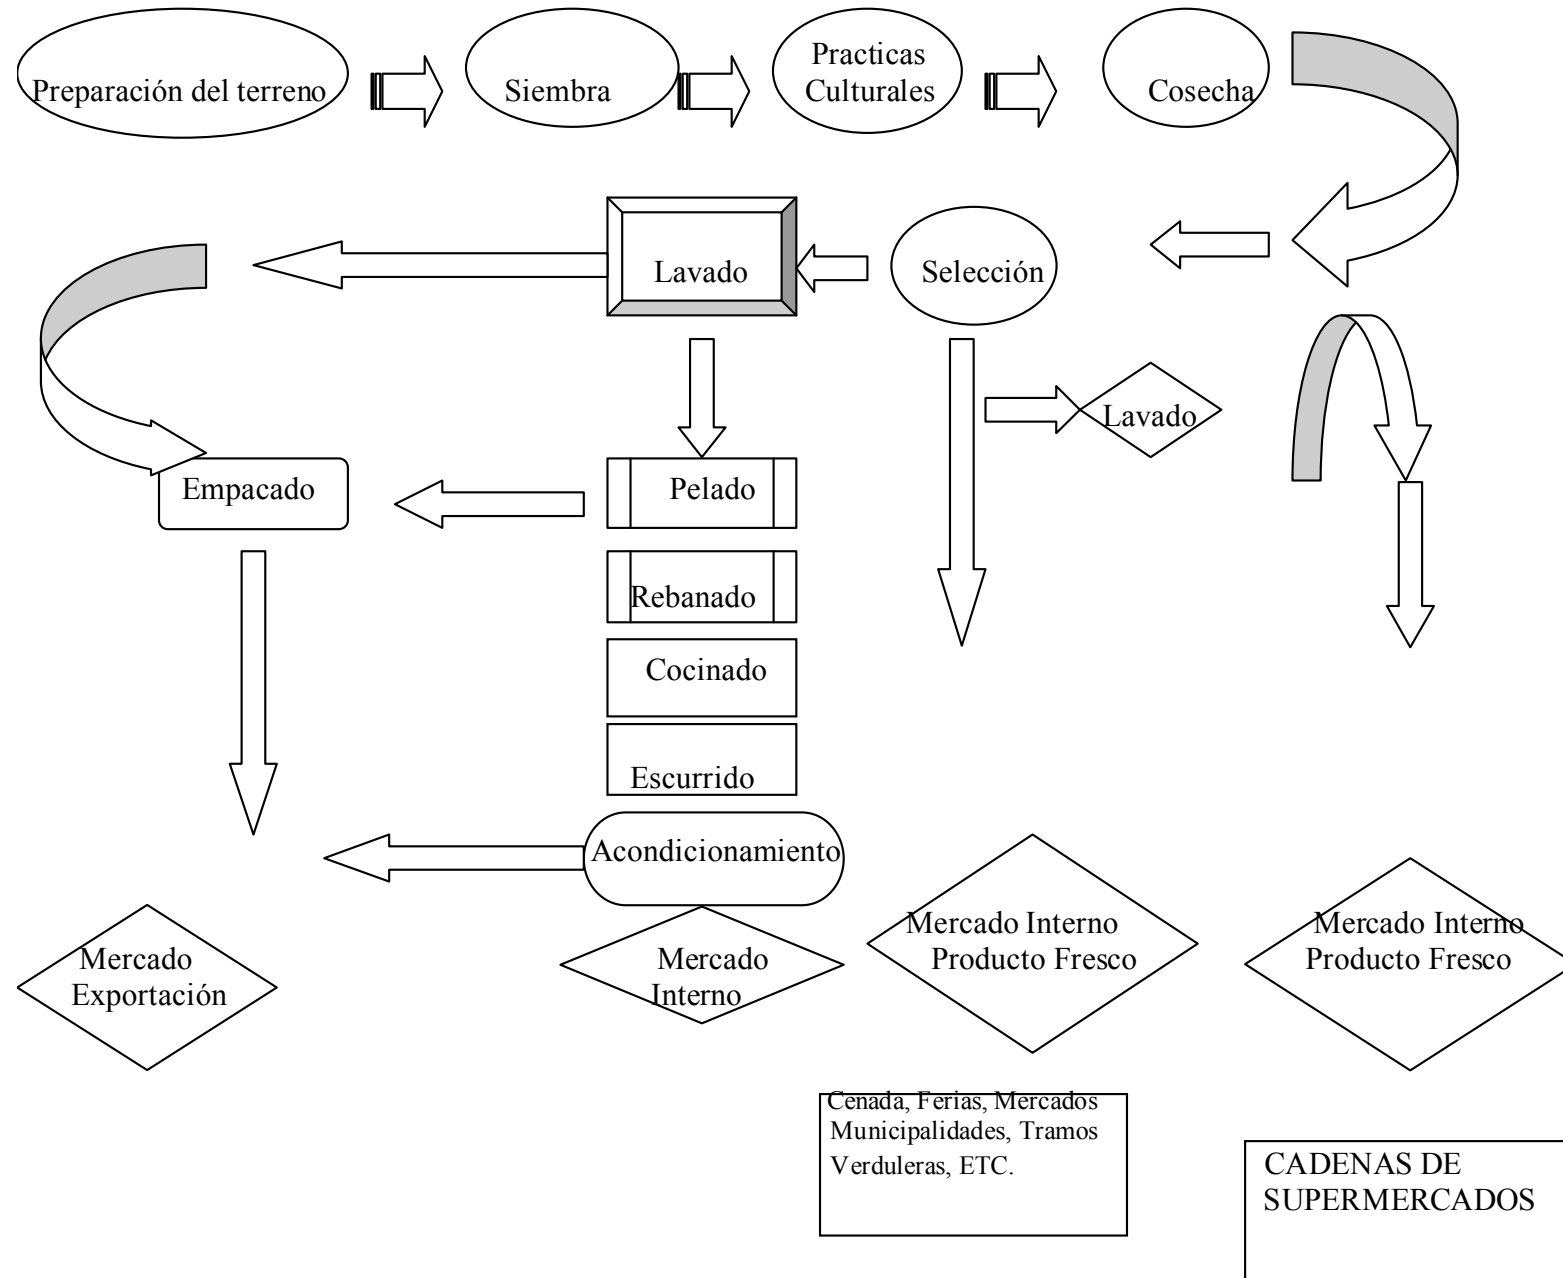 Preparación del terreno
Siembra
Practicas
Culturales
Cosecha
Lavado
Selección
Lavado
Empacado
Pelado
Rebanado
Cocinado
Escurrido
Acondicionamiento
Mercado
Exportación
Mercado
Interno
Mercado Interno
Producto Fresco
Mercado Interno
Producto Fresco
Cenada, Ferias, Mercados
Municipalidades, Tramos
Verduleras, ETC.
CADENAS DE
SUPERMERCADOS